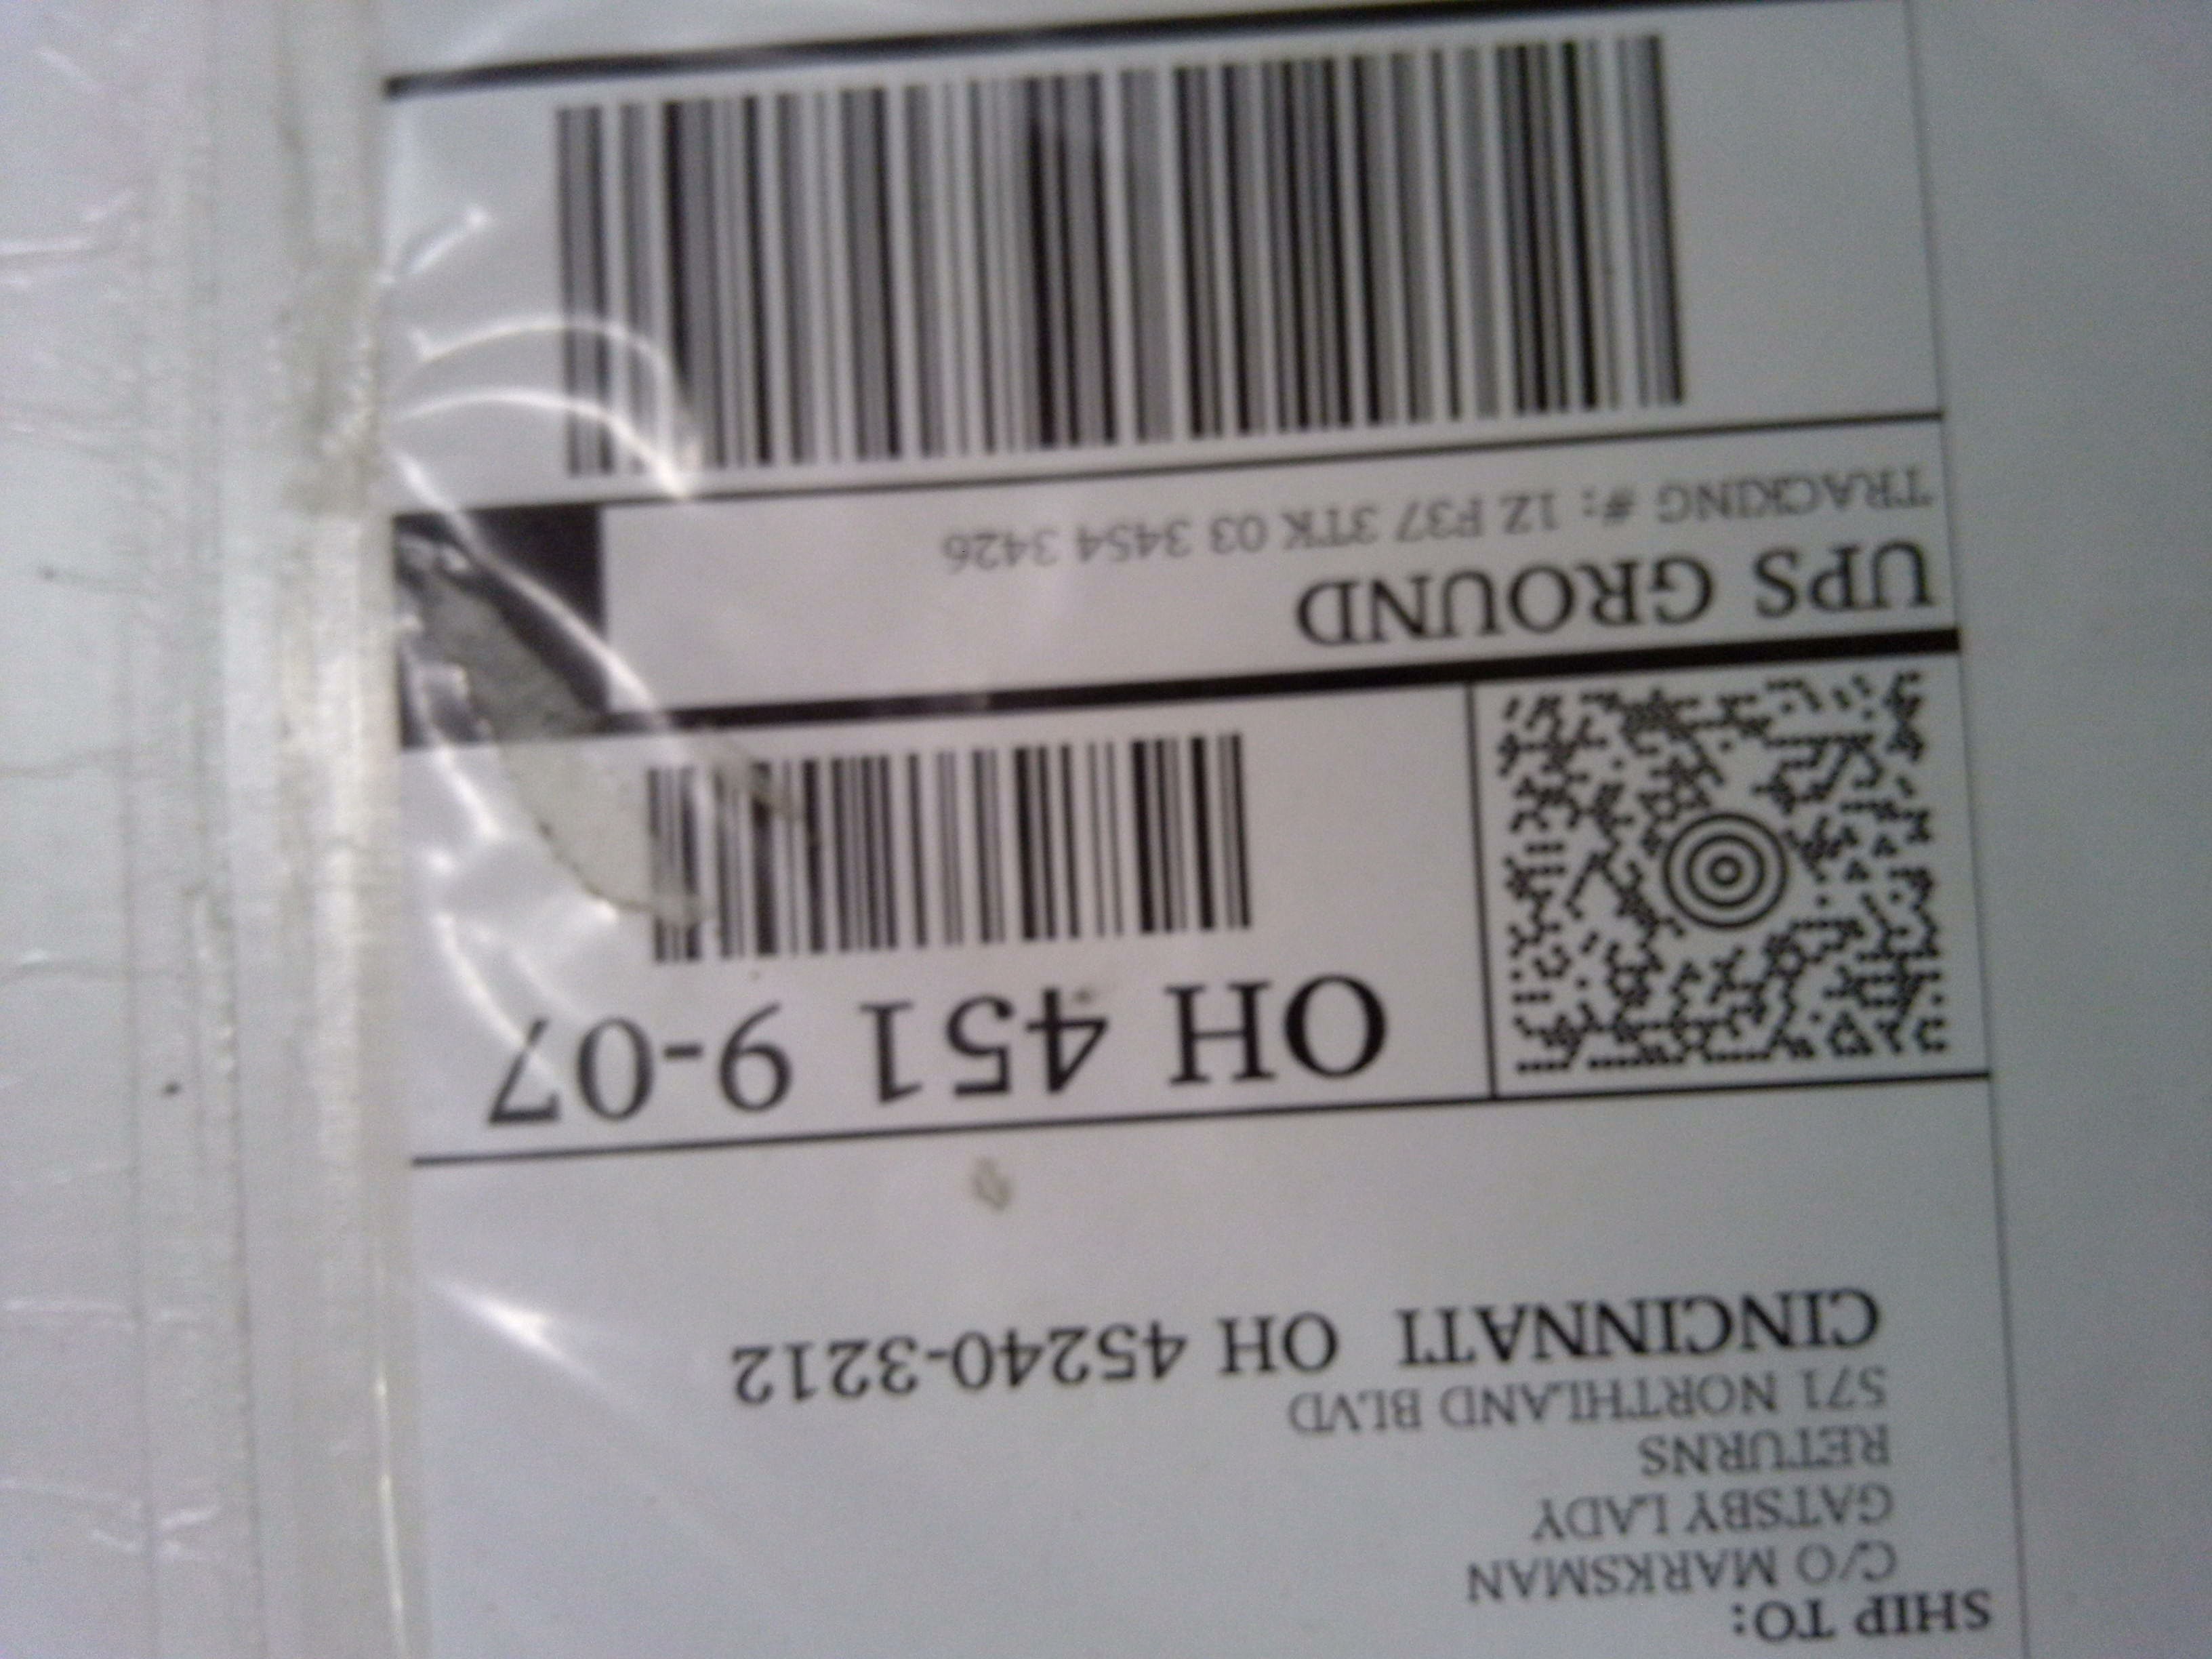 SHIP TO:
C/O MARKSMAN
GATSBY LADY
RETURNS
571 NORTHLAND BLVD
CINCINNATI OH 45240-3212
OH 451 9-07
UPS GROUND
TRACKING #: 1Z F37 3TK 03 3454 3426